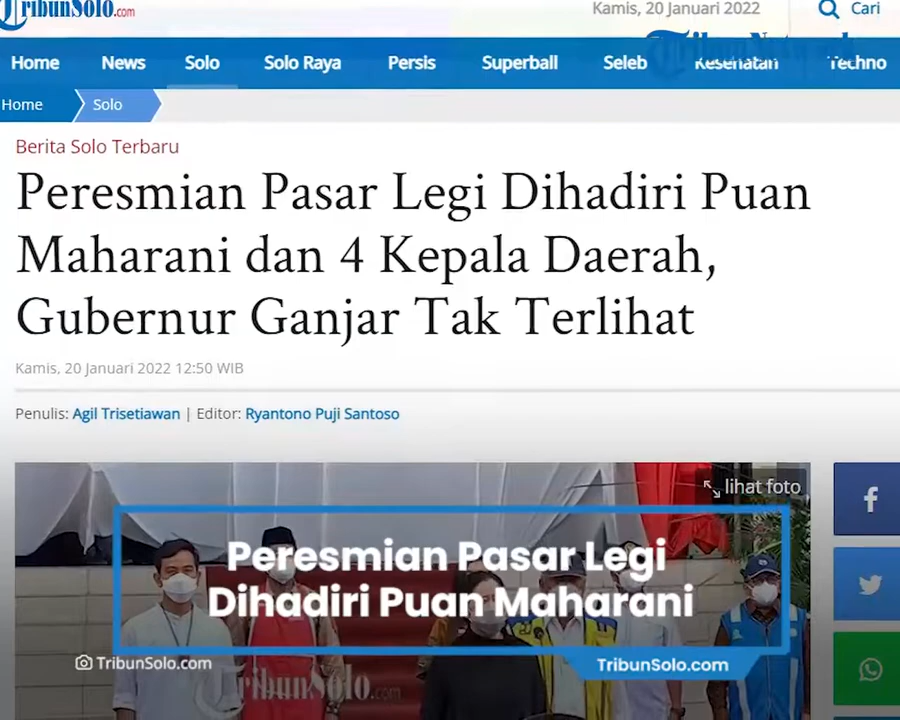 TribunSolo.com
Kamis, 20 Januari 2022
Cari
Home News Solo Solo Raya Persis Superball Seleb Kesehatan Techno
Home Solo
Berita Solo Terbaru
Peresmian Pasar Legi Dihadiri Puan
Maharani dan 4 Kepala Daerah,
Gubernur Ganjar Tak Terlihat
Kamis, 20 Januari 2022 12:50 WIB
Penulis: Agil Trisetiawan | Editor: Ryantono Puji Santoso
lihat foto
Peresmian Pasar Legi
Dihadiri Puan Maharani
TribunSolo.com
TribunSolo.com
TribunSolo.com